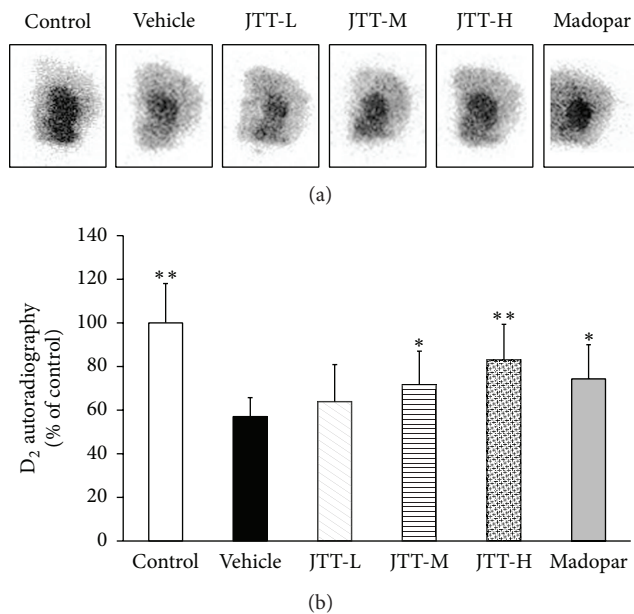 Control Vehicle JTT-L JTT-M JTT-H Madopar
(a)
D2 autoradiography
(% of control)
140
120
100
80
60
40
20
0
**
*
**
*
Control Vehicle JTT-L JTT-M JTT-H Madopar
(b)